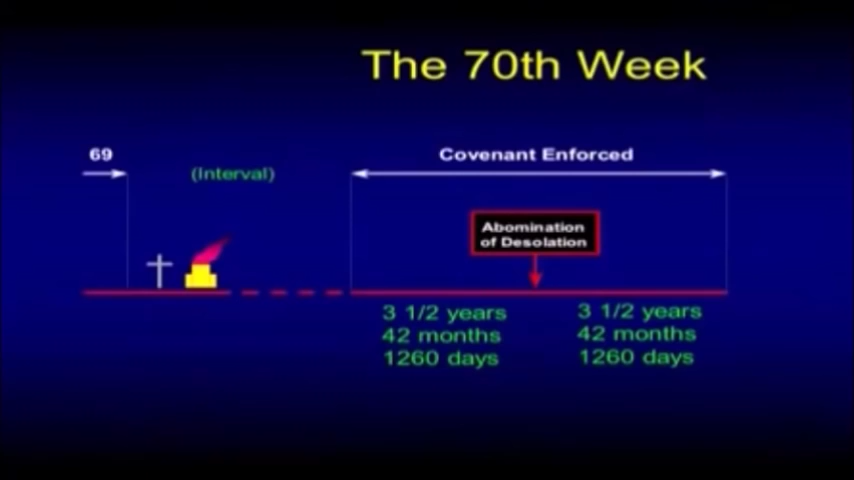 The 70th Week
69
(Interval)
Covenant Enforced
Abomination
of Desolation
3 1/2 years
42 months
1260 days
3 1/2 years
42 months
1260 days